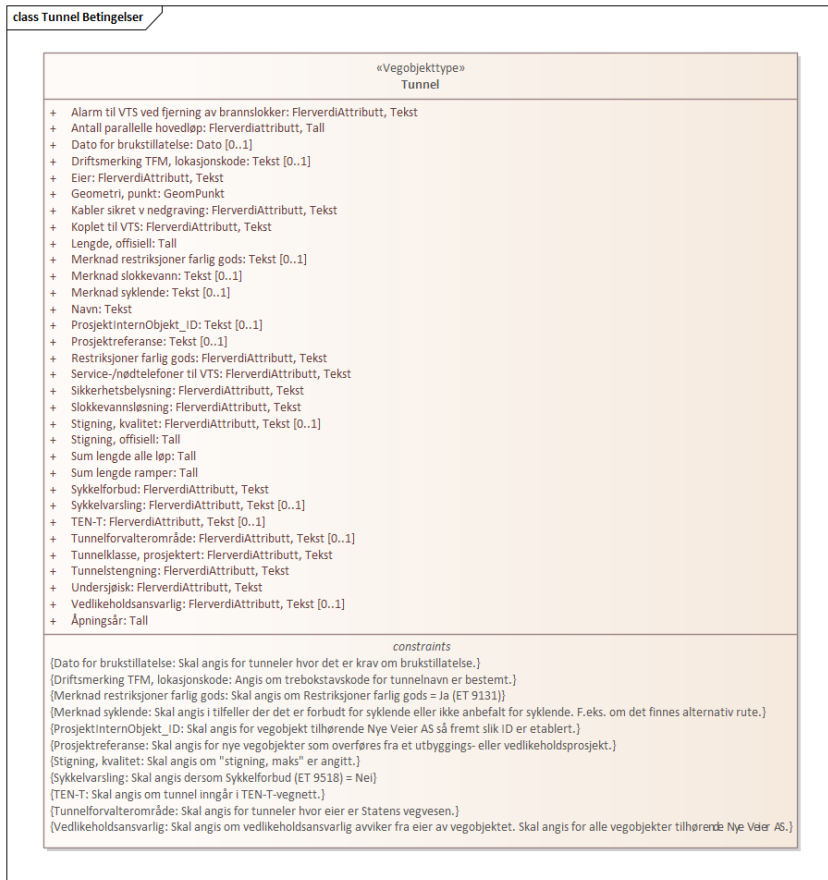 class Tunnel Betingelser
«Vegobjekttype»
Tunnel
+ Alarm til VTS ved fjerning av brannslokker: FlerverdiAttributt, Tekst
+ Antall parallelle hovedløp: Flerverdiattributt, Tall
+ Dato for brukstillatelse: Dato [0..1]
+ Driftsmerking TFM, lokasjonskode: Tekst [0..1]
+ Eier: FlerverdiAttributt, Tekst
+ Geometri, punkt: GeomPunkt
+ Kabler sikret v nedgraving: FlerverdiAttributt, Tekst
+ Koplet til VTS: FlerverdiAttributt, Tekst
+ Lengde, offisiell: Tall
+ Merknad restriksjoner farlig gods: Tekst [0..1]
+ Merknad slokkevann: Tekst [0..1]
+ Merknad syklende: Tekst [0..1]
+ Navn: Tekst
+ ProsjektInternObjekt_ID: Tekst [0..1]
+ Prosjektreferanse: Tekst [0..1]
+ Restriksjoner farlig gods: FlerverdiAttributt, Tekst
+ Service-/nødtelefoner til VTS: FlerverdiAttributt, Tekst
+ Sikkerhetsbelysning: FlerverdiAttributt, Tekst
+ Slokkevannsløsning: FlerverdiAttributt, Tekst
+ Stigning, kvalitet: FlerverdiAttributt, Tekst [0..1]
+ Stigning, offisiell: Tall
+ Sum lengde alle løp: Tall
+ Sum lengde ramper: Tall
+ Sykkelforbud: FlerverdiAttributt, Tekst
+ Sykkelvarsling: FlerverdiAttributt, Tekst [0..1]
+ TEN-T: FlerverdiAttributt, Tekst [0..1]
+ Tunnelforvalterområde: FlerverdiAttributt, Tekst [0..1]
+ Tunnelklasse, prosjektert: FlerverdiAttributt, Tekst
+ Tunnelstengning: FlerverdiAttributt, Tekst
+ Undersjøisk: FlerverdiAttributt, Tekst
+ Vedlikeholdsansvarlig: FlerverdiAttributt, Tekst [0..1]
+ Åpningsår: Tall
constraints
{Dato for brukstillatelse: Skal angis for tunneler hvor det er krav om brukstillatelse.}
{Driftsmerking TFM, lokasjonskode: Angis om trebokstavskode for tunnelnavn er bestemt.}
{Merknad restriksjoner farlig gods: Skal angis om Restriksjoner farlig gods = Ja (ET 9131)}
{Merknad syklende: Skal angis i tilfeller der det er forbudt for syklende eller ikke anbefalt for syklende. F.eks. om det finnes alternativ rute.}
{ProsjektInternObjekt_ID: Skal angis for vegobjekt tilhørende Nye Veier AS så fremt slik ID er etablert.}
{Prosjektreferanse: Skal angis for nye vegobjekter som overføres fra et utbyggings- eller vedlikeholdsprosjekt.}
{Stigning, kvalitet: Skal angis om "stigning, maks" er angitt.}
{Sykkelvarsling: Skal angis dersom Sykkelforbud (ET 9518) = Nei}
{TEN-T: Skal angis om tunnel inngår i TEN-T-vegnett.}
{Tunnelforvalterområde: Skal angis for tunneler hvor eier er Statens vegvesen.}
{Vedlikeholdsansvarlig: Skal angis om vedlikeholdsansvarlig avviker fra eier av vegobjektet. Skal angis for alle vegobjekter tilhørende Nye Veier AS.}